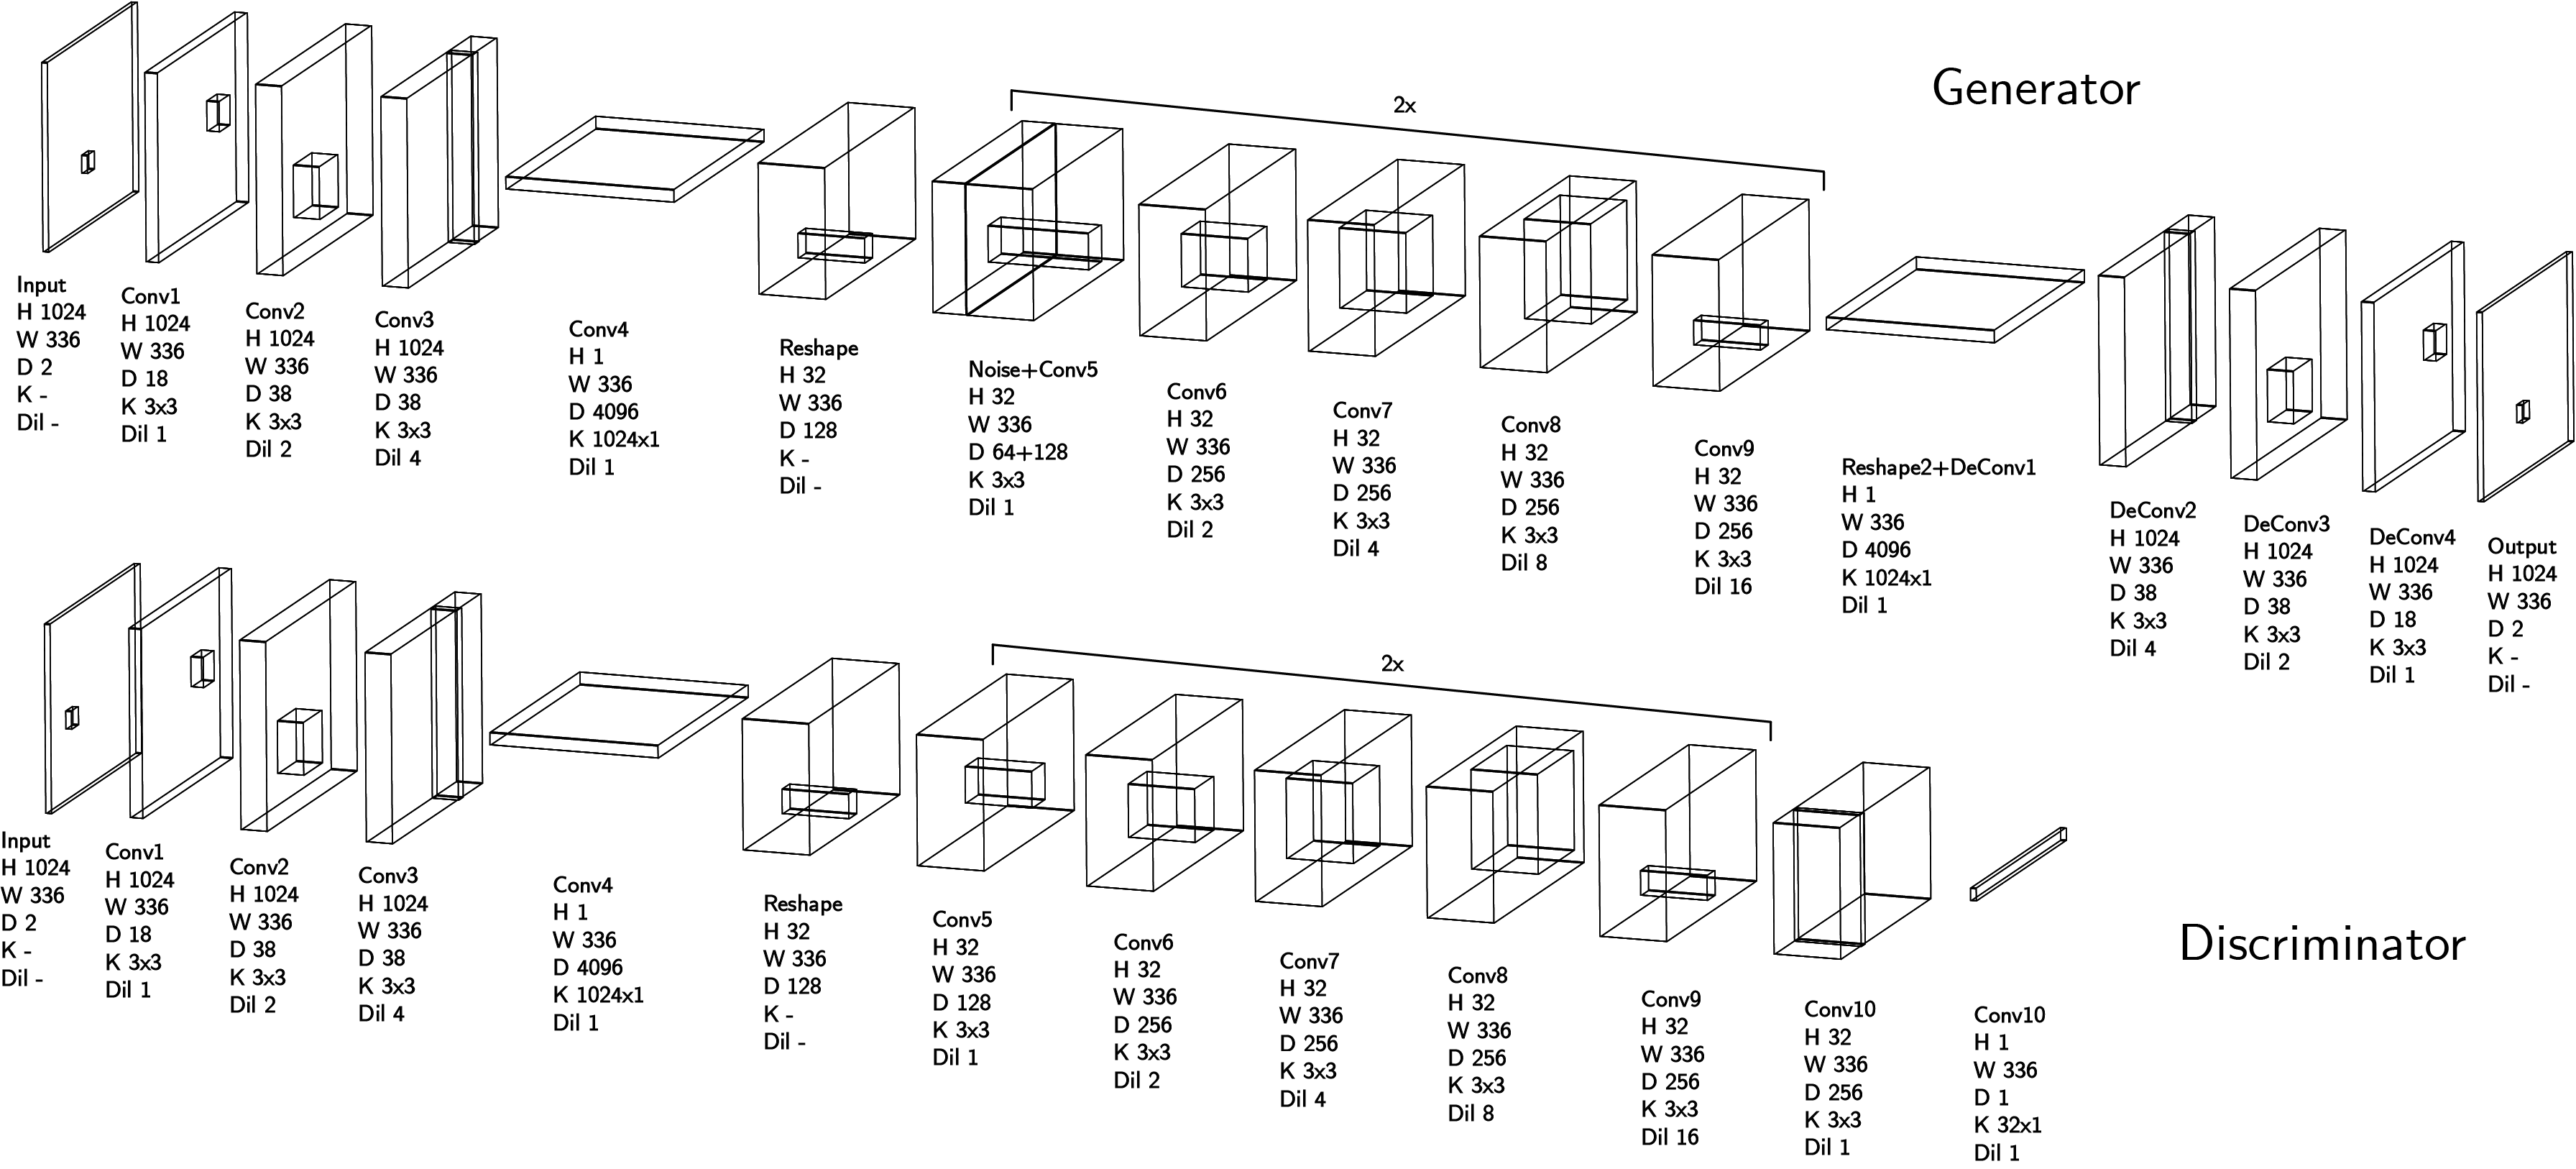 Generator
2x
Input
H 1024
W 336
D 2
K -
Dil -
Conv1
H 1024
W 336
D 18
K 3x3
Dil 1
Conv2
H 1024
W 336
D 38
K 3x3
Dil 2
Conv3
H 1024
W 336
D 38
K 3x3
Dil 4
Conv4
H 1
W 336
D 4096
K 1024x1
Dil 1
Reshape
H 32
W 336
D 128
K -
Dil -
Noise+Conv5
H 32
W 336
D 64+128
K 3x3
Dil 1
Conv6
H 32
W 336
D 256
K 3x3
Dil 2
Conv7
H 32
W 336
D 256
K 3x3
Dil 4
Conv8
H 32
W 336
D 256
K 3x3
Dil 8
Conv9
H 32
W 336
D 256
K 3x3
Dil 16
Reshape2+DeConv1
H 1
W 336
D 4096
K 1024x1
Dil 1
DeConv2
H 1024
W 336
D 38
K 3x3
Dil 4
DeConv3
H 1024
W 336
D 38
K 3x3
Dil 2
DeConv4
H 1024
W 336
D 18
K 3x3
Dil 1
Output
H 1024
W 336
D 2
K -
Dil -
2x
Input
H 1024
W 336
D 2
K -
Dil -
Conv1
H 1024
W 336
D 18
K 3x3
Dil 1
Conv2
H 1024
W 336
D 38
K 3x3
Dil 2
Conv3
H 1024
W 336
D 38
K 3x3
Dil 4
Conv4
H 1
W 336
D 4096
K 1024x1
Dil 1
Reshape
H 32
W 336
D 128
K -
Dil -
Conv5
H 32
W 336
D 128
K 3x3
Dil 1
Conv6
H 32
W 336
D 256
K 3x3
Dil 2
Conv7
H 32
W 336
D 256
K 3x3
Dil 4
Conv8
H 32
W 336
D 256
K 3x3
Dil 8
Conv9
H 32
W 336
D 256
K 3x3
Dil 16
Conv10
H 32
W 336
D 256
K 3x3
Dil 1
Conv10
H 1
W 336
D 1
K 32x1
Dil 1
Discriminator